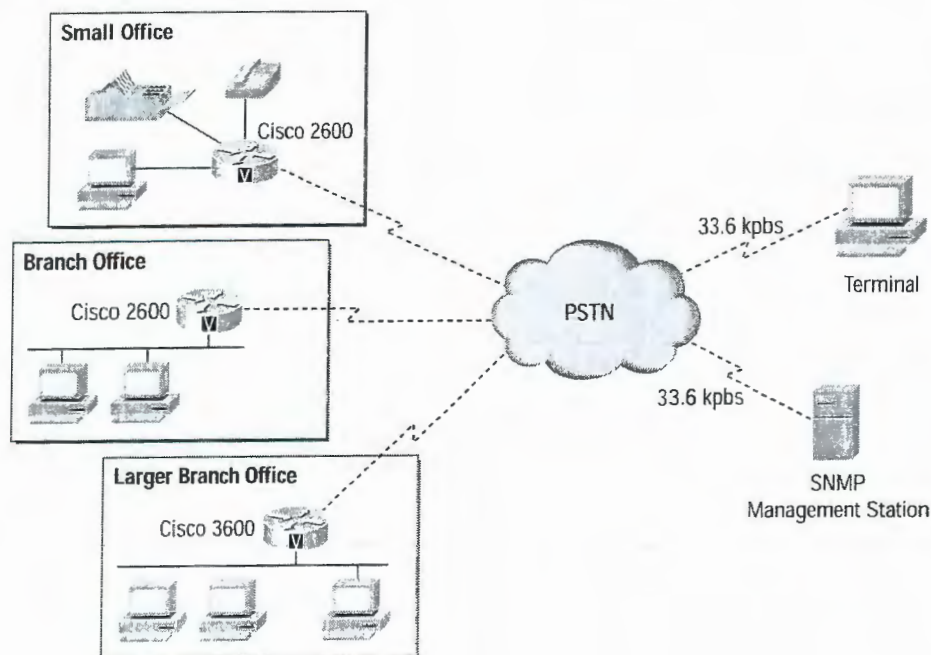 Small Office
Cisco 2600
V
Branch Office
Cisco 2600
V
Larger Branch Office
Cisco 3600
V
PSTN
33.6 kpbs
Terminal
33.6 kpbs
SNMP
Management Station